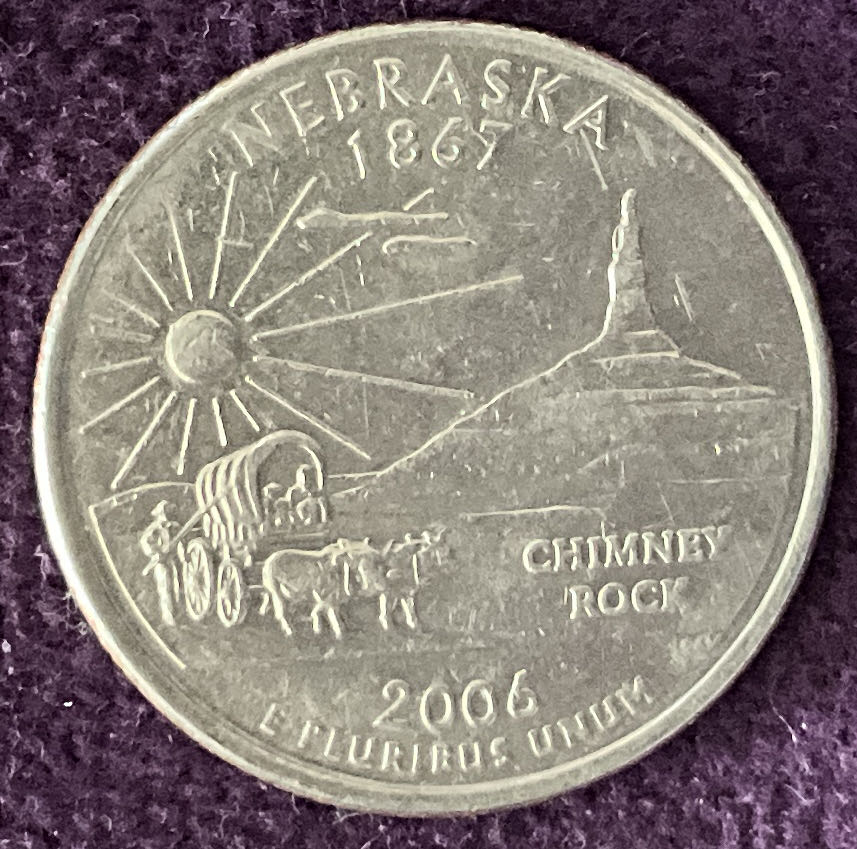 NEBRASKA
1867
CHIMNEY
ROCK
2006
E PLURIBUS UNUM